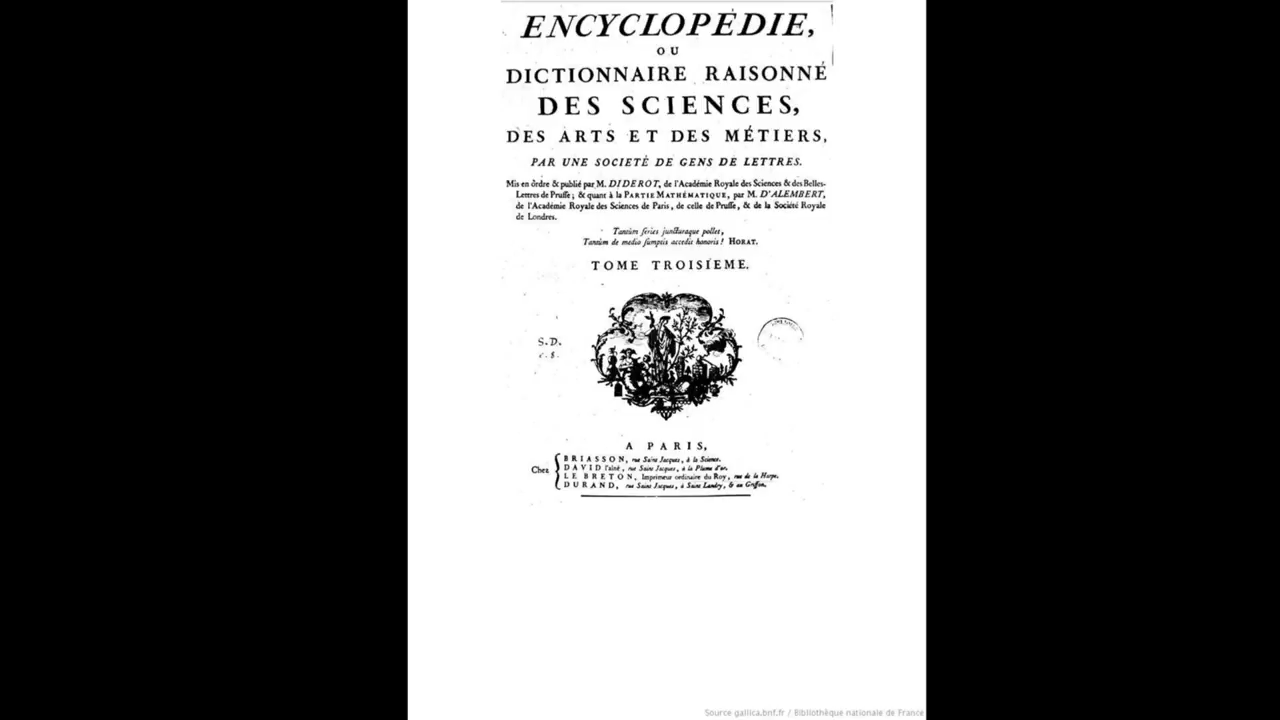 ENCYCLOPÉDIE,
OU
DICTIONNAIRE RAISONNÉ
DES SCIENCES,
DES ARTS ET DES MÉTIERS,
PAR UNE SOCIETÉ DE GENS DE LETTRES.
Mis en ôrdre & publié par M. DIDEROT, de l'Académie Royale des Sciences & des Belles-
Lettres de Prusse ; & quant à la PARTIE MATHÉMATIQUE, par M. D'ALEMBERT,
de l'Académie Royale des Sciences de Paris, de celle de Prusse, & de la Société Royale
de Londres.
Tantùm series juncturaque pollet,
Tantùm de medio sumptis accedit honoris ! HORAT.
TOME TROISIEME.
S.D.
A PARIS,
BRIASSON, rue Saint Jacques, à la Science.
DAVID l'aîné, rue Saint Jacques, à la Plume d'or.
Chez
LE BRETON, Imprimeur ordinaire du Roy, rue de la Harpe.
DURAND, rue Saint Jacques, à Saint Landry, & au Griffon.
Source gallica.bnf.fr / Bibliothèque nationale de France